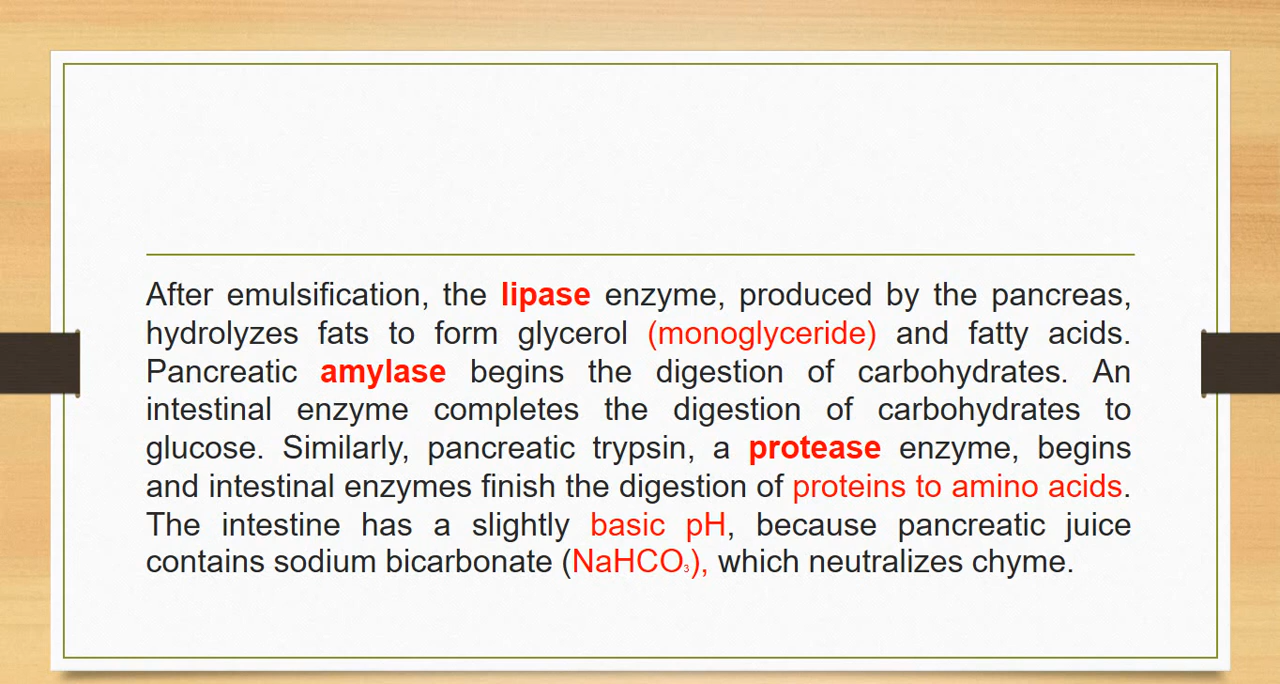 After emulsification, the lipase enzyme, produced by the pancreas,
hydrolyzes fats to form glycerol (monoglyceride) and fatty acids.
Pancreatic amylase begins the digestion of carbohydrates. An
intestinal enzyme completes the digestion of carbohydrates to
glucose. Similarly, pancreatic trypsin, a protease enzyme, begins
and intestinal enzymes finish the digestion of proteins to amino acids.
The intestine has a slightly basic pH, because pancreatic juice
contains sodium bicarbonate (NaHCO₃), which neutralizes chyme.